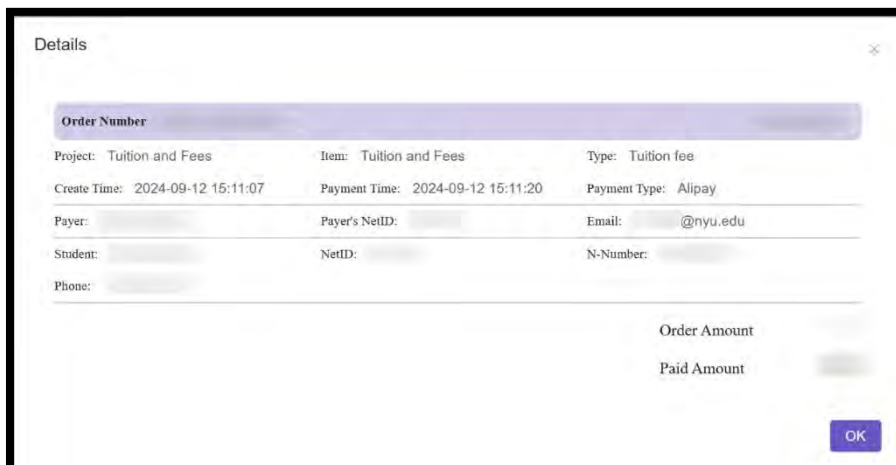 Details
Order Number
Project: Tuition and Fees Item: Tuition and Fees Type: Tuition fee
Create Time: 2024-09-12 15:11:07 Payment Time: 2024-09-12 15:11:20 Payment Type: Alipay
Payer: Payer's NetID: Email: @nyu.edu
Student: NetID: N-Number:
Phone:
Order Amount
Paid Amount
OK